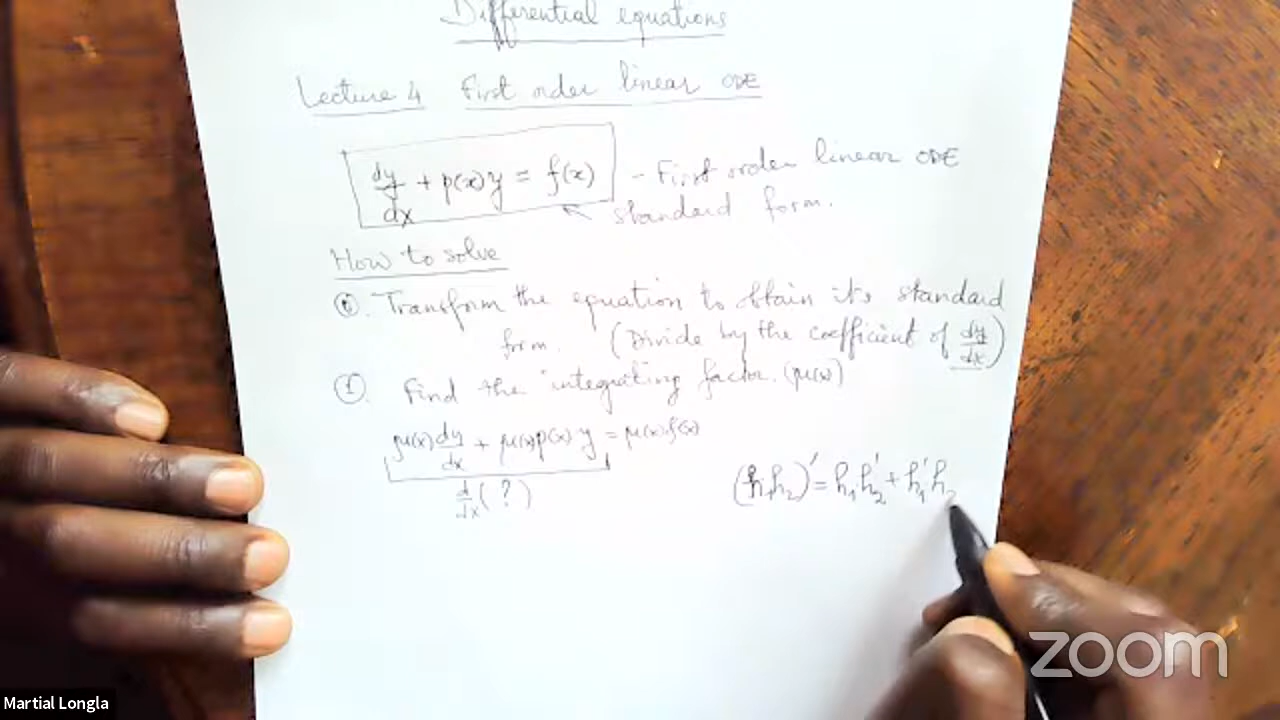 Differential equations
Lecture 4 First order linear ODE
dy/dx + p(x)y = f(x) - First order linear ODE
standard form.
How to solve
⓪. Transform the equation to obtain its standard
form. (Divide by the coefficient of dy/dx)
①. Find the integrating factor. (μ(x))
μ(x) dy/dx + μ(x)p(x) y = μ(x)f(x)
d/dx ( ? )
(h₁h₂)' = h₁h₂' + h₁'h₂
zoom
Martial Longla